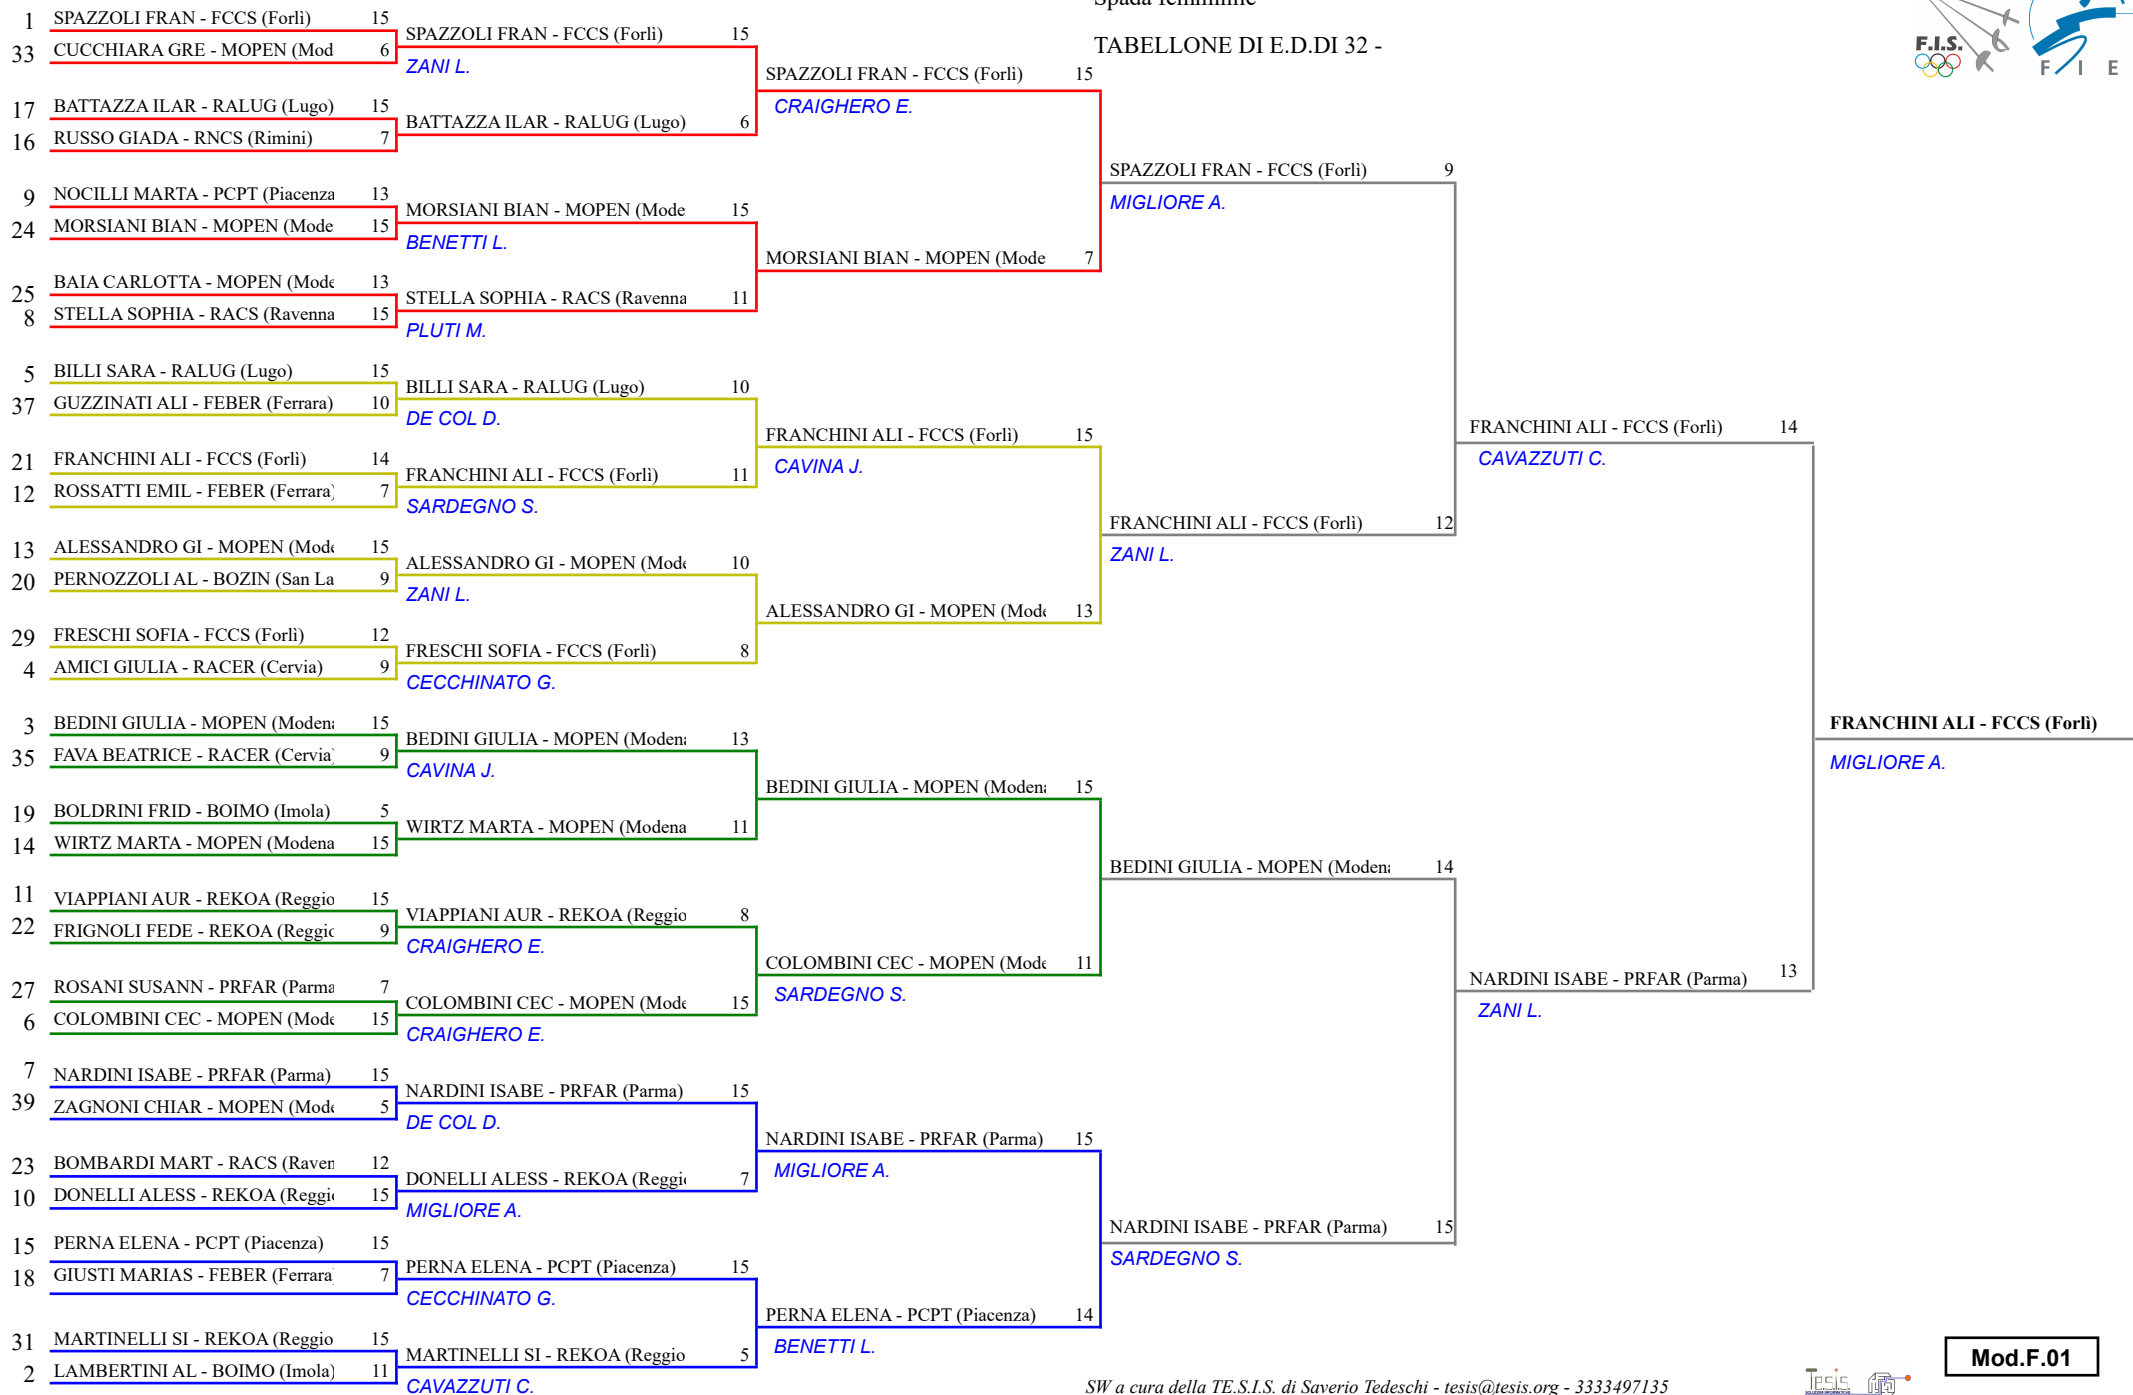 Spada femminile
TABELLONE DI E.D.DI 32 -
F.I.S.
F I E
1 SPAZZOLI FRAN - FCCS (Forlì) 15
33 CUCCHIARA GRE - MOPEN (Mod 6
17 BATTAZZA ILAR - RALUG (Lugo) 15
16 RUSSO GIADA - RNCS (Rimini) 7
9 NOCILLI MARTA - PCPT (Piacenza 13
24 MORSIANI BIAN - MOPEN (Mode 15
25 BAIA CARLOTTA - MOPEN (Mode 13
8 STELLA SOPHIA - RACS (Ravenna 15
5 BILLI SARA - RALUG (Lugo) 15
37 GUZZINATI ALI - FEBER (Ferrara) 10
21 FRANCHINI ALI - FCCS (Forlì) 14
12 ROSSATTI EMIL - FEBER (Ferrara) 7
13 ALESSANDRO GI - MOPEN (Mode 15
20 PERNOZZOLI AL - BOZIN (San La 9
29 FRESCHI SOFIA - FCCS (Forlì) 12
4 AMICI GIULIA - RACER (Cervia) 9
3 BEDINI GIULIA - MOPEN (Modena 15
35 FAVA BEATRICE - RACER (Cervia) 9
19 BOLDRINI FRID - BOIMO (Imola) 5
14 WIRTZ MARTA - MOPEN (Modena 15
11 VIAPPIANI AUR - REKOA (Reggio 15
22 FRIGNOLI FEDE - REKOA (Reggio 9
27 ROSANI SUSANN - PRFAR (Parma 7
6 COLOMBINI CEC - MOPEN (Mode 15
7 NARDINI ISABE - PRFAR (Parma) 15
39 ZAGNONI CHIAR - MOPEN (Mode 5
23 BOMBARDI MART - RACS (Raven 12
10 DONELLI ALESS - REKOA (Reggio 15
15 PERNA ELENA - PCPT (Piacenza) 15
18 GIUSTI MARIAS - FEBER (Ferrara) 7
31 MARTINELLI SI - REKOA (Reggio 15
2 LAMBERTINI AL - BOIMO (Imola) 11
SPAZZOLI FRAN - FCCS (Forlì) 15
ZANI L.
BATTAZZA ILAR - RALUG (Lugo) 6
MORSIANI BIAN - MOPEN (Mode 15
BENETTI L.
STELLA SOPHIA - RACS (Ravenna 11
PLUTI M.
BILLI SARA - RALUG (Lugo) 10
DE COL D.
FRANCHINI ALI - FCCS (Forlì) 11
SARDEGNO S.
ALESSANDRO GI - MOPEN (Mode 10
ZANI L.
FRESCHI SOFIA - FCCS (Forlì) 8
CECCHINATO G.
BEDINI GIULIA - MOPEN (Modena 13
CAVINA J.
WIRTZ MARTA - MOPEN (Modena 11
VIAPPIANI AUR - REKOA (Reggio 8
CRAIGHERO E.
COLOMBINI CEC - MOPEN (Mode 15
CRAIGHERO E.
NARDINI ISABE - PRFAR (Parma) 15
DE COL D.
DONELLI ALESS - REKOA (Reggio 7
MIGLIORE A.
PERNA ELENA - PCPT (Piacenza) 15
CECCHINATO G.
MARTINELLI SI - REKOA (Reggio 5
CAVAZZUTI C.
SPAZZOLI FRAN - FCCS (Forlì) 15
CRAIGHERO E.
MORSIANI BIAN - MOPEN (Mode 7
FRANCHINI ALI - FCCS (Forlì) 15
CAVINA J.
ALESSANDRO GI - MOPEN (Mode 13
BEDINI GIULIA - MOPEN (Modena 15
COLOMBINI CEC - MOPEN (Mode 11
SARDEGNO S.
NARDINI ISABE - PRFAR (Parma) 15
MIGLIORE A.
PERNA ELENA - PCPT (Piacenza) 14
BENETTI L.
SPAZZOLI FRAN - FCCS (Forlì) 9
MIGLIORE A.
FRANCHINI ALI - FCCS (Forlì) 12
ZANI L.
BEDINI GIULIA - MOPEN (Modena 14
NARDINI ISABE - PRFAR (Parma) 15
SARDEGNO S.
FRANCHINI ALI - FCCS (Forlì) 14
CAVAZZUTI C.
NARDINI ISABE - PRFAR (Parma) 13
ZANI L.
FRANCHINI ALI - FCCS (Forlì)
MIGLIORE A.
Mod.F.01
SW a cura della TE.S.I.S. di Saverio Tedeschi - tesis@tesis.org - 3333497135
Tesis